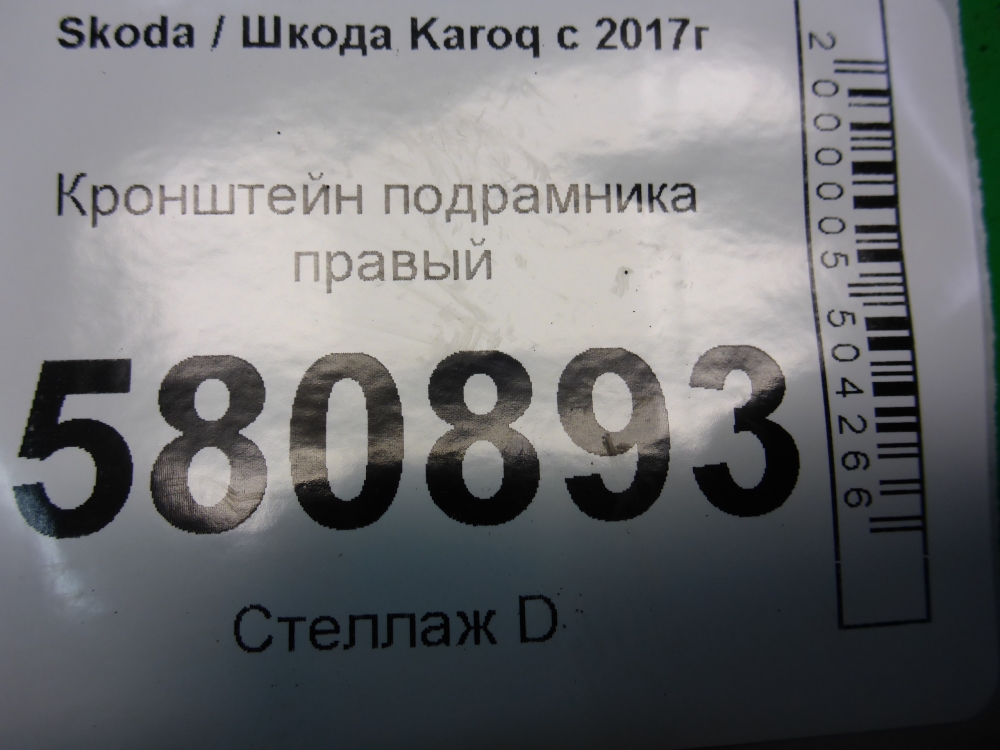 Skoda / Шкода Karoq с 2017г
Кронштейн подрамника
правый
580893
Стеллаж D
2000005504266